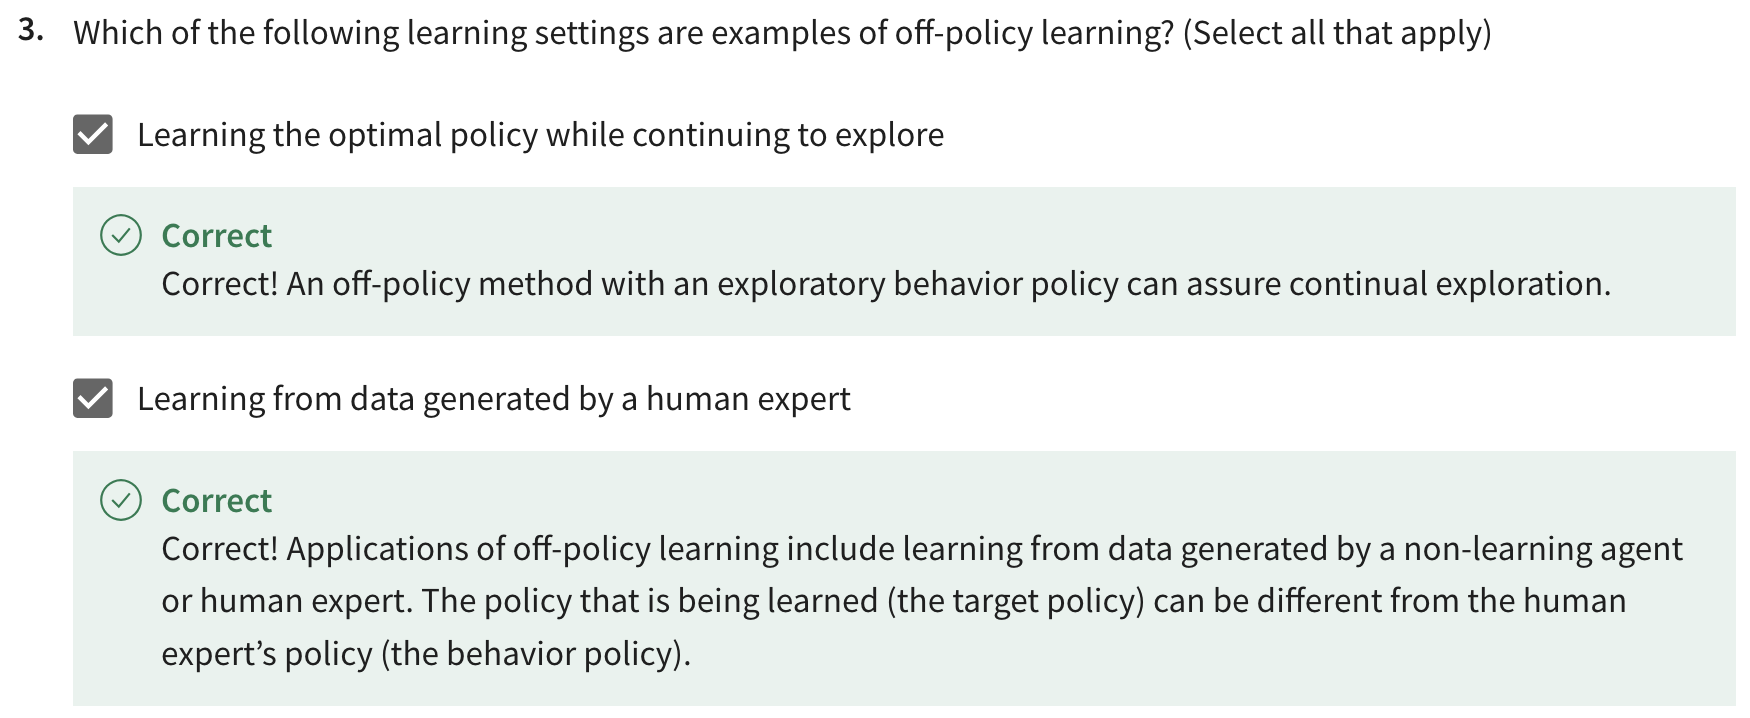 3. Which of the following learning settings are examples of off-policy learning? (Select all that apply)
Learning the optimal policy while continuing to explore
Correct
Correct! An off-policy method with an exploratory behavior policy can assure continual exploration.
Learning from data generated by a human expert
Correct
Correct! Applications of off-policy learning include learning from data generated by a non-learning agent
or human expert. The policy that is being learned (the target policy) can be different from the human
expert’s policy (the behavior policy).